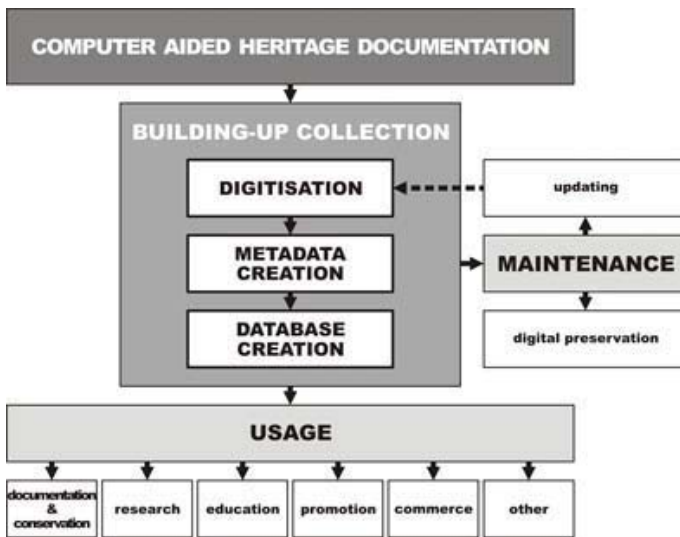 COMPUTER AIDED HERITAGE DOCUMENTATION
BUILDING-UP COLLECTION
DIGITISATION
updating
METADATA
CREATION
MAINTENANCE
DATABASE
CREATION
digital preservation
USAGE
documentation
&
conservation
research
education
promotion
commerce
other